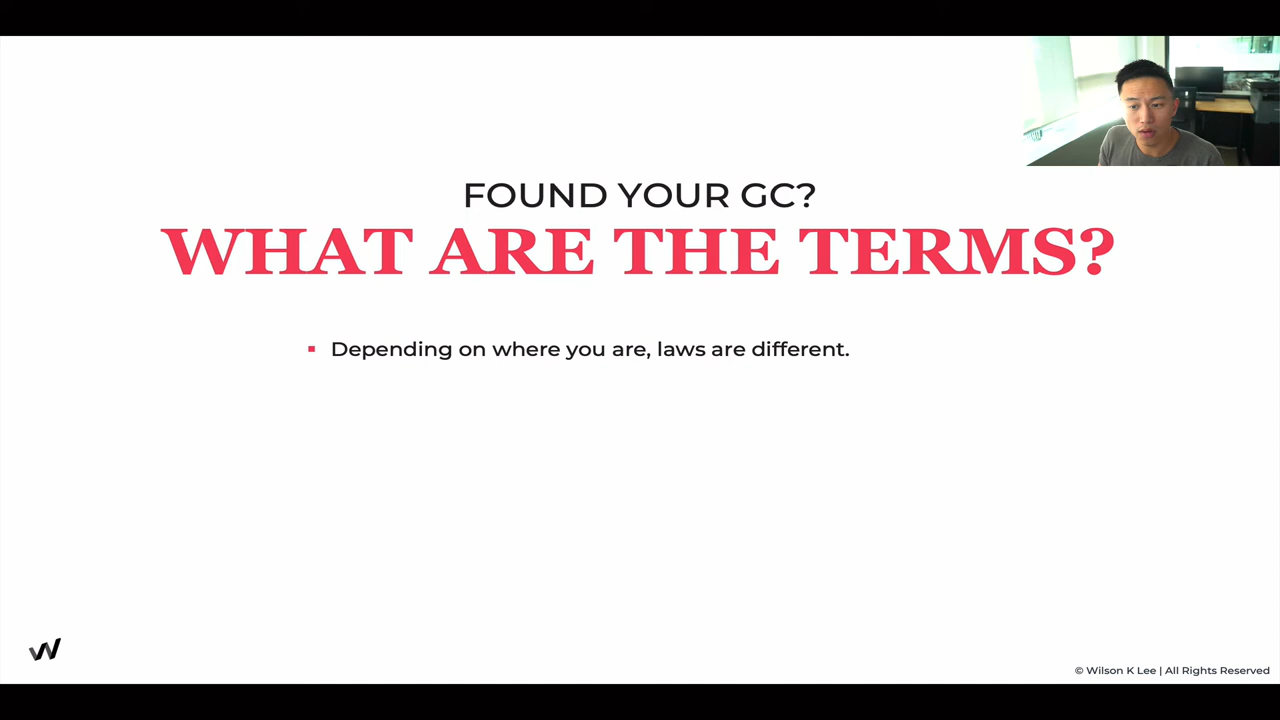 FOUND YOUR GC?
WHAT ARE THE TERMS?
Depending on where you are, laws are different.
© Wilson K Lee | All Rights Reserved